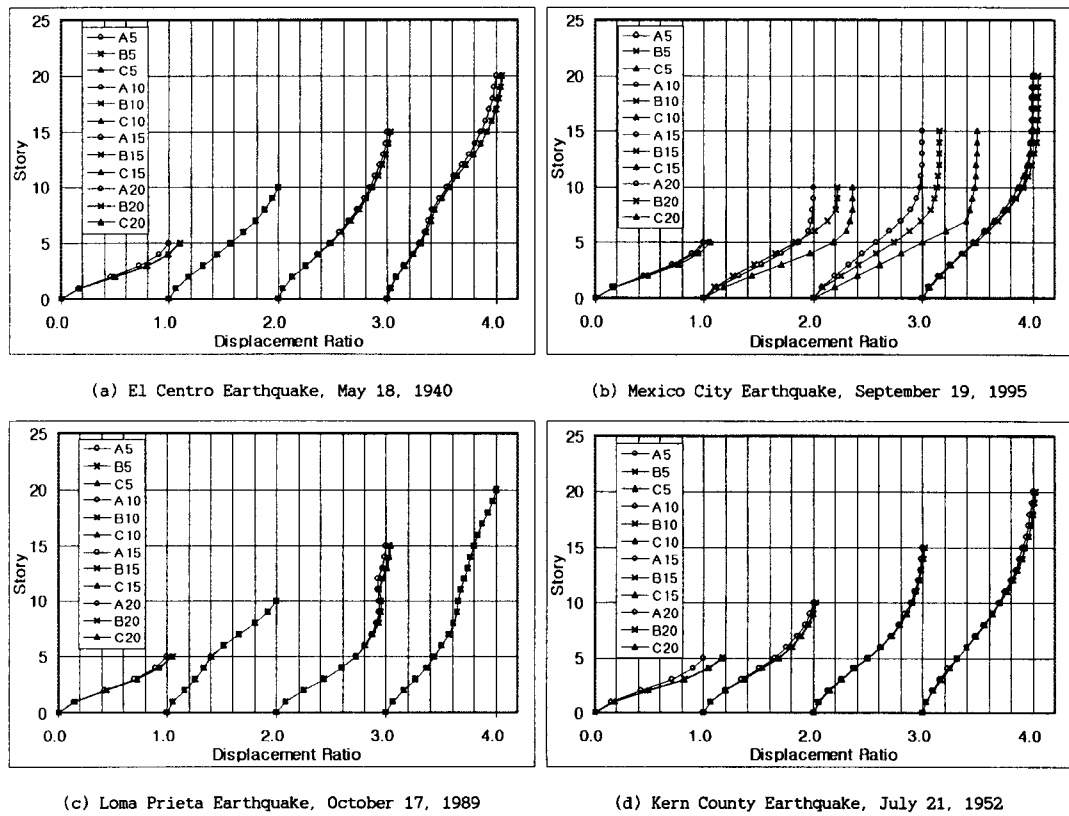 25
20
15
10
5
0
Story
A5
B5
C5
A10
B10
C10
A15
B15
C15
A20
B20
C20
0.0 1.0 2.0 3.0 4.0
Displacement Ratio
(a) El Centro Earthquake, May 18, 1940
25
20
15
10
5
0
Story
A5
B5
C5
A10
B10
C10
A15
B15
C15
A20
B20
C20
0.0 1.0 2.0 3.0 4.0
Displacement Ratio
(b) Mexico City Earthquake, September 19, 1995
25
20
15
10
5
0
Story
A5
B5
C5
A10
B10
C10
A15
B15
C15
A20
B20
C20
0.0 1.0 2.0 3.0 4.0
Displacement Ratio
(c) Loma Prieta Earthquake, October 17, 1989
25
20
15
10
5
0
Story
A5
B5
C5
A10
B10
C10
A15
B15
C15
A20
B20
C20
0.0 1.0 2.0 3.0 4.0
Displacement Ratio
(d) Kern County Earthquake, July 21, 1952